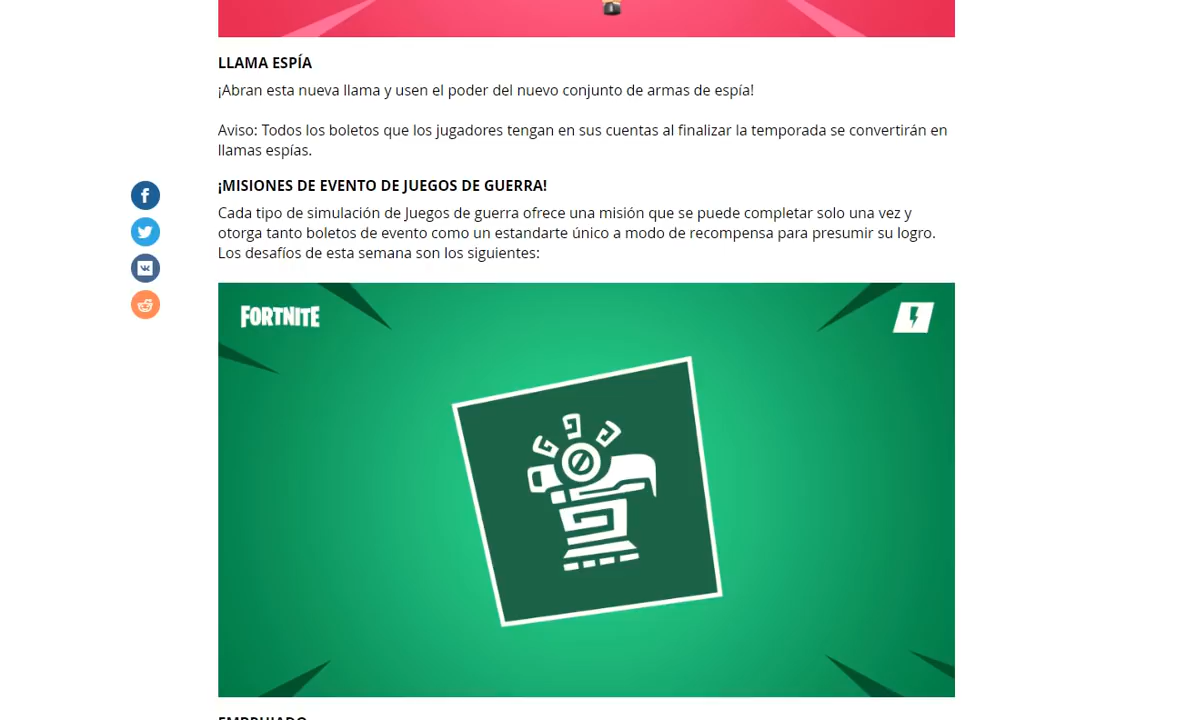 LLAMA ESPÍA
¡Abran esta nueva llama y usen el poder del nuevo conjunto de armas de espía!
Aviso: Todos los boletos que los jugadores tengan en sus cuentas al finalizar la temporada se convertirán en
llamas espías.
¡MISIONES DE EVENTO DE JUEGOS DE GUERRA!
Cada tipo de simulación de Juegos de guerra ofrece una misión que se puede completar solo una vez y
otorga tanto boletos de evento como un estandarte único a modo de recompensa para presumir su logro.
Los desafíos de esta semana son los siguientes:
FORTNITE